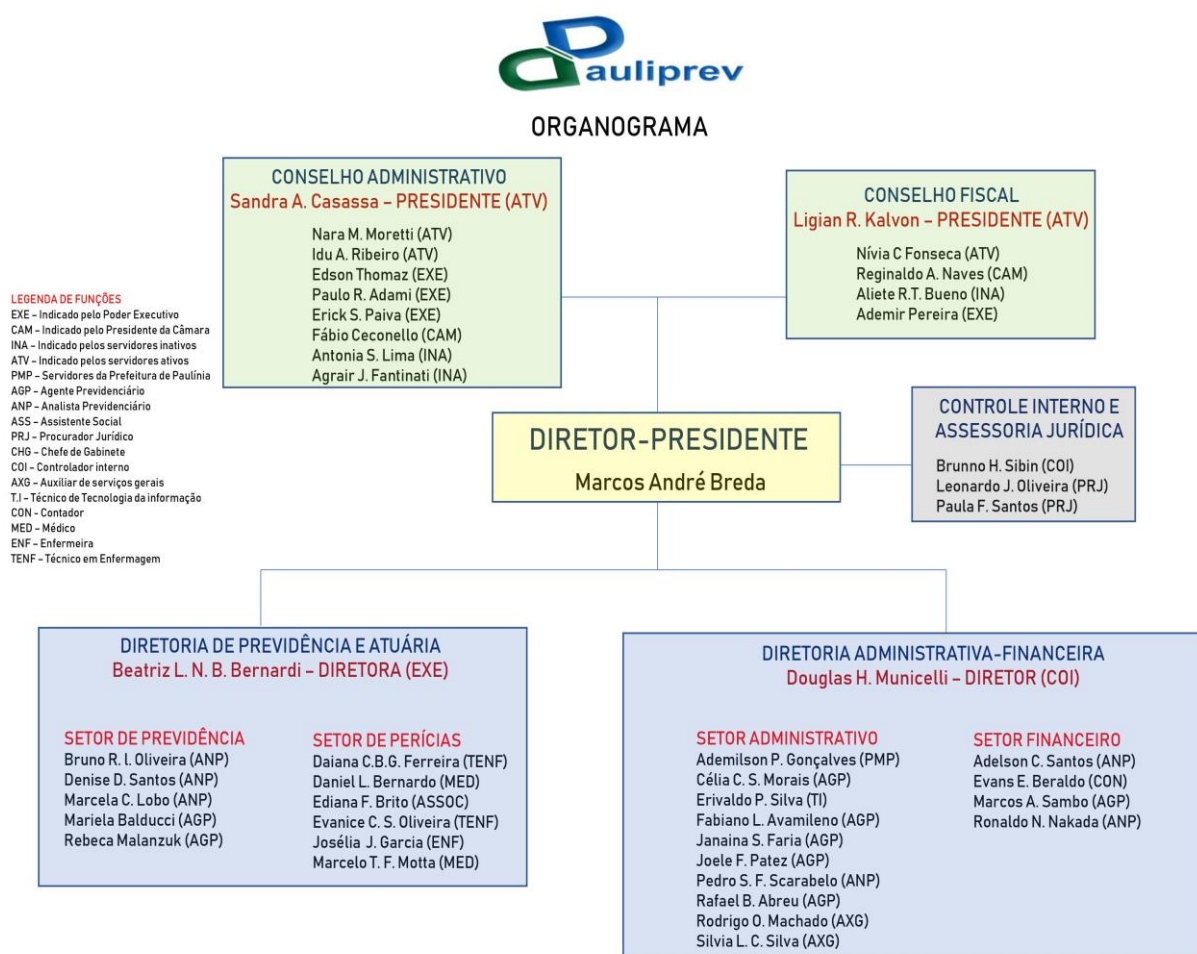 Pauliprev
ORGANOGRAMA
CONSELHO ADMINISTRATIVO
Sandra A. Casassa – PRESIDENTE (ATV)
Nara M. Moretti (ATV)
Idu A. Ribeiro (ATV)
Edson Thomaz (EXE)
Paulo R. Adami (EXE)
Erick S. Paiva (EXE)
Fábio Ceconello (CAM)
Antonia S. Lima (INA)
Agrair J. Fantinati (INA)
CONSELHO FISCAL
Ligian R. Kalvon – PRESIDENTE (ATV)
Nívia C Fonseca (ATV)
Reginaldo A. Naves (CAM)
Aliete R.T. Bueno (INA)
Ademir Pereira (EXE)
LEGENDA DE FUNÇÕES
EXE – Indicado pelo Poder Executivo
CAM – Indicado pelo Presidente da Câmara
INA – Indicado pelos servidores inativos
ATV – Indicado pelos servidores ativos
PMP – Servidores da Prefeitura de Paulínia
AGP – Agente Previdenciário
ANP – Analista Previdenciário
ASS – Assistente Social
PRJ – Procurador Jurídico
CHG – Chefe de Gabinete
COI – Controlador interno
AXG – Auxiliar de serviços gerais
T.I – Técnico de Tecnologia da informação
CON – Contador
MED – Médico
ENF – Enfermeira
TENF – Técnico em Enfermagem
DIRETOR-PRESIDENTE
Marcos André Breda
CONTROLE INTERNO E
ASSESSORIA JURÍDICA
Brunno H. Sibin (COI)
Leonardo J. Oliveira (PRJ)
Paula F. Santos (PRJ)
DIRETORIA DE PREVIDÊNCIA E ATUÁRIA
Beatriz L. N. B. Bernardi – DIRETORA (EXE)
SETOR DE PREVIDÊNCIA
Bruno R. l. Oliveira (ANP)
Denise D. Santos (ANP)
Marcela C. Lobo (ANP)
Mariela Balducci (AGP)
Rebeca Malanzuk (AGP)
SETOR DE PERÍCIAS
Daiana C.B.G. Ferreira (TENF)
Daniel L. Bernardo (MED)
Ediana F. Brito (ASSOC)
Evanice C. S. Oliveira (TENF)
Josélia J. Garcia (ENF)
Marcelo T. F. Motta (MED)
DIRETORIA ADMINISTRATIVA-FINANCEIRA
Douglas H. Municelli – DIRETOR (COI)
SETOR ADMINISTRATIVO
Ademilson P. Gonçalves (PMP)
Célia C. S. Morais (AGP)
Erivaldo P. Silva (TI)
Fabiano L. Avamileno (AGP)
Janaina S. Faria (AGP)
Joele F. Patez (AGP)
Pedro S. F. Scarabelo (ANP)
Rafael B. Abreu (AGP)
Rodrigo O. Machado (AXG)
Silvia L. C. Silva (AXG)
SETOR FINANCEIRO
Adelson C. Santos (ANP)
Evans E. Beraldo (CON)
Marcos A. Sambo (AGP)
Ronaldo N. Nakada (ANP)